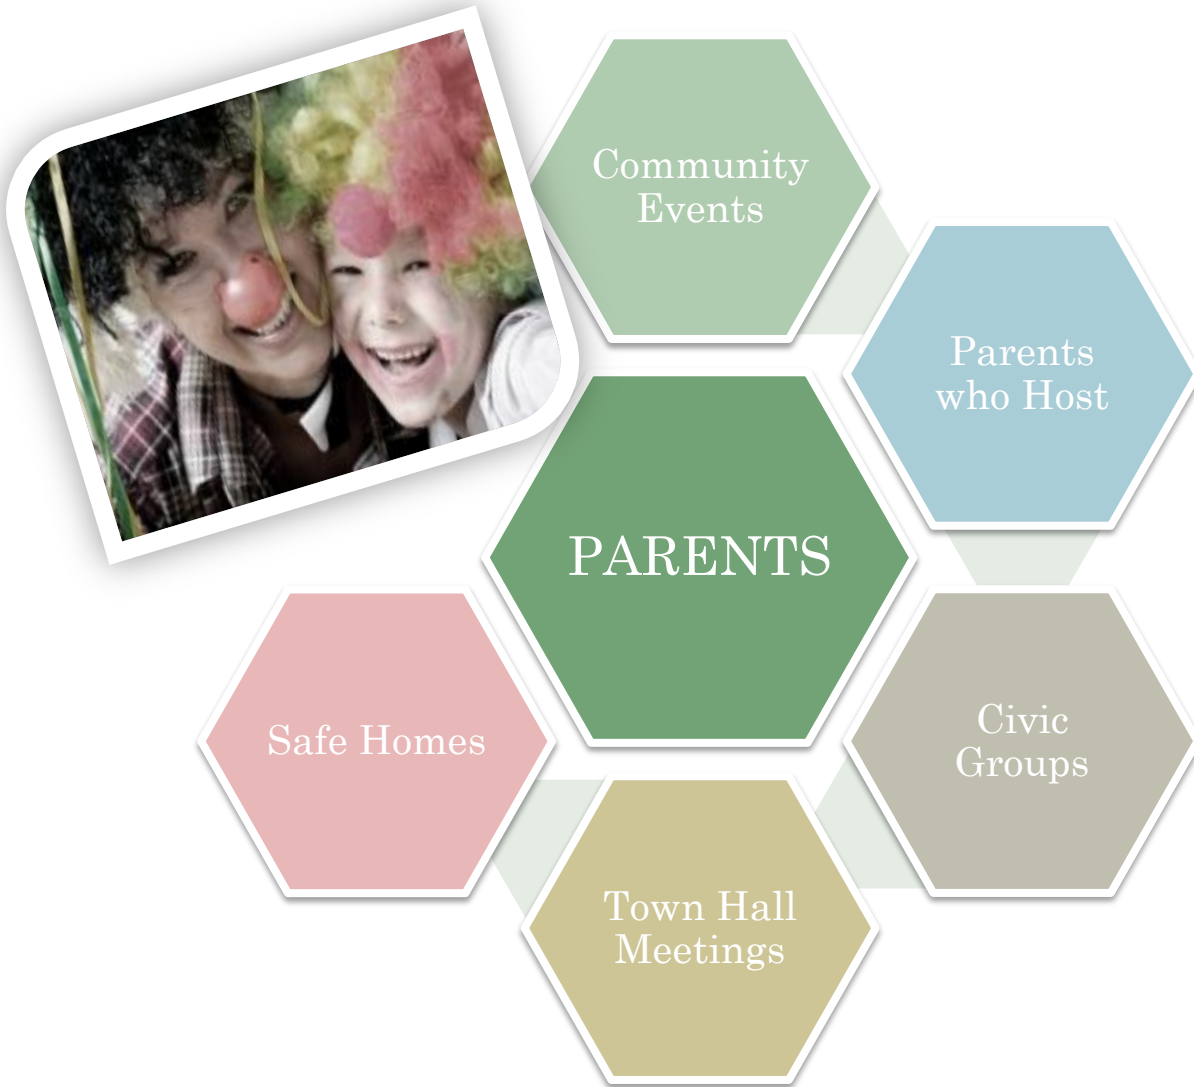 Community
Events
Parents
who Host
PARENTS
Civic
Groups
Safe Homes
Town Hall
Meetings